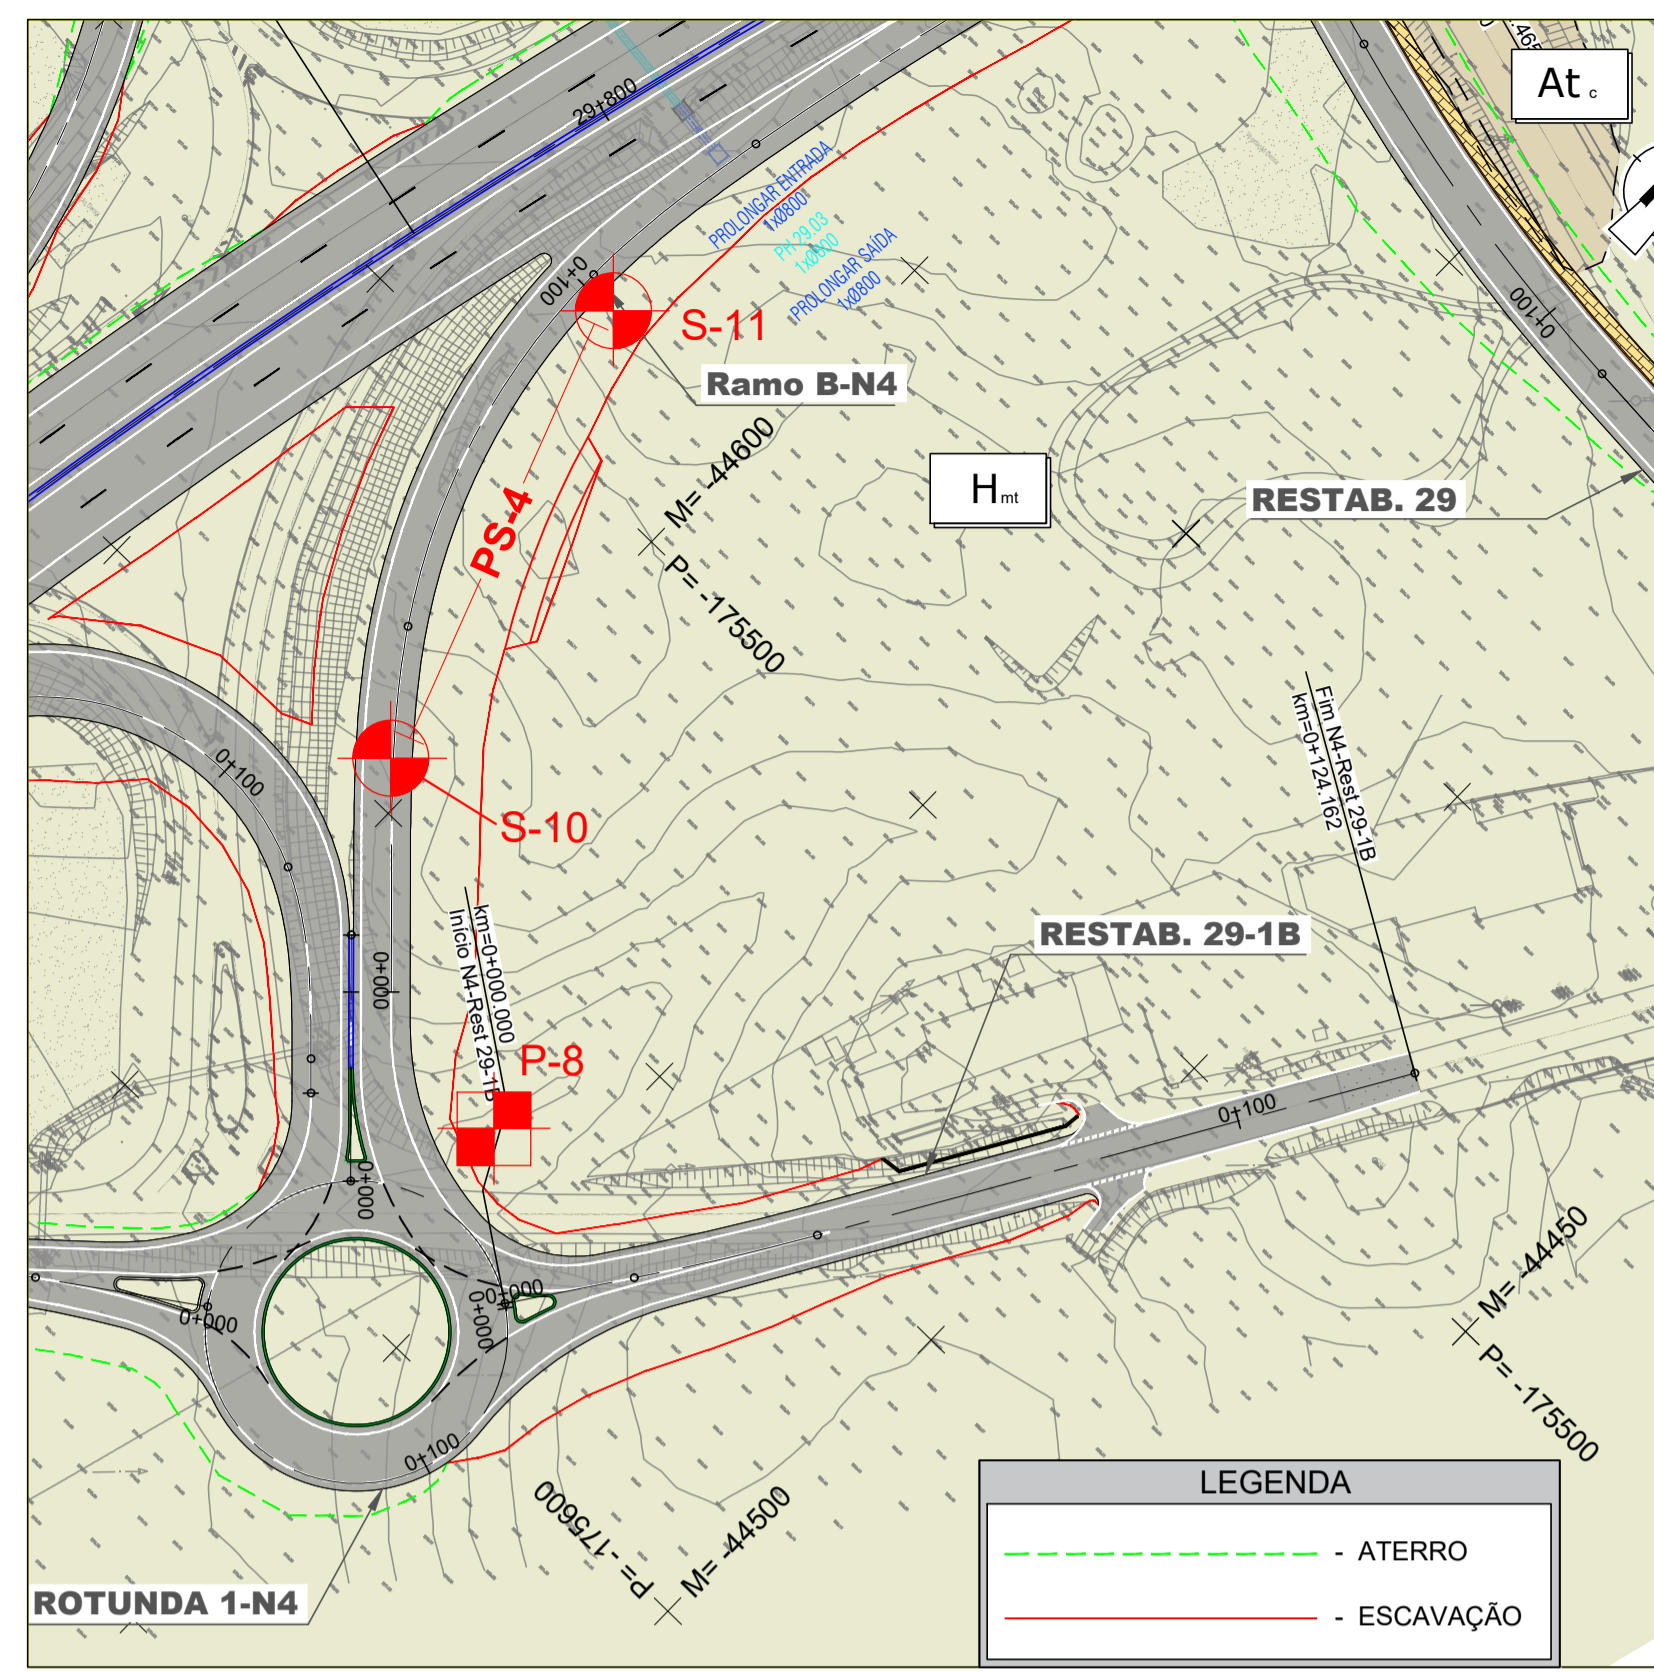 29+800
.465
At c
PROLONGAR ENTRADA
1xØ800
PH 29.03
1xØ800
PROLONGAR SAÍDA
1xØ800
0+100
S-11
0+100
Ramo B-N4
M= -44600
Hmt
RESTAB. 29
PS-4
P= -175500
Fim N4-Rest 29-1B
km=0+124.162
0+100
S-10
RESTAB. 29-1B
km=0+000.000
Início N4-Rest 29-1B
0+000
P-8
0+100
0+000
M= -44450
0+000
0+000
0+000
P= -175500
0+100
LEGENDA
P= -175600
M= -44500
- ATERRO
ROTUNDA 1-N4
- ESCAVAÇÃO